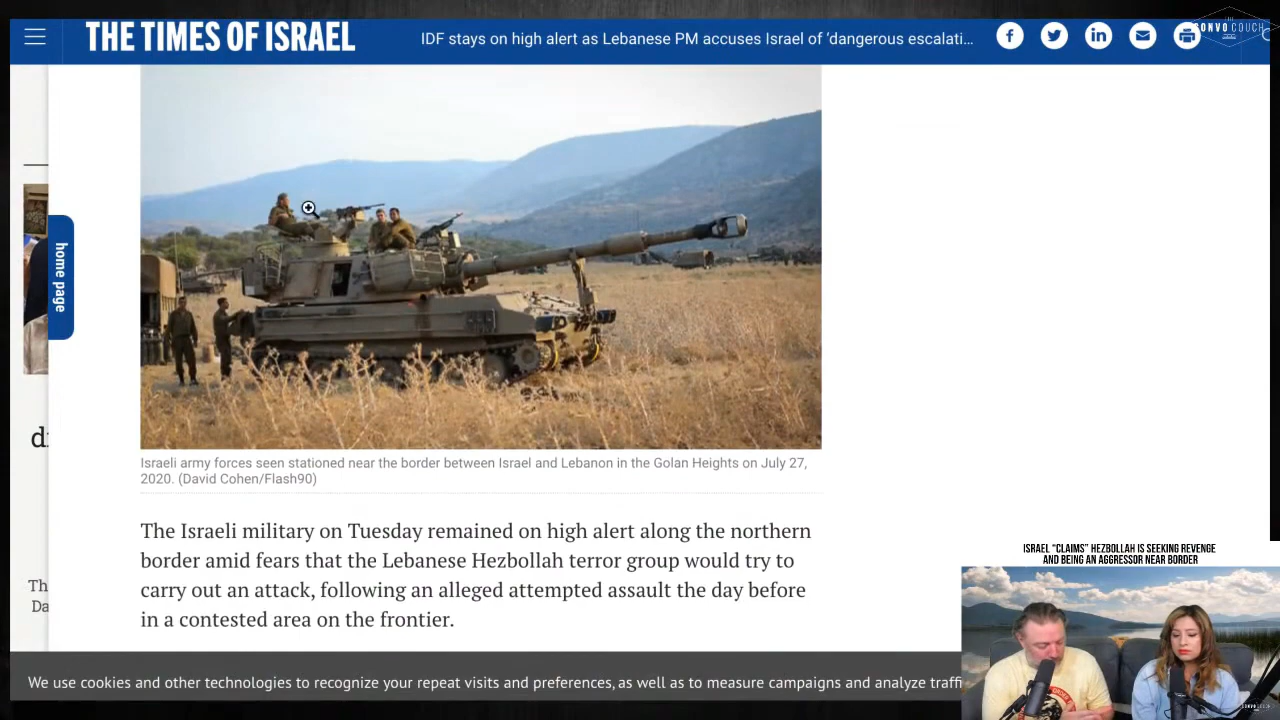 THE TIMES OF ISRAEL
IDF stays on high alert as Lebanese PM accuses Israel of ‘dangerous escalati…
THE
CONVO COUCH
home page
di
Th
Da
Israeli army forces seen stationed near the border between Israel and Lebanon in the Golan Heights on July 27,
2020. (David Cohen/Flash90)
The Israeli military on Tuesday remained on high alert along the northern
border amid fears that the Lebanese Hezbollah terror group would try to
carry out an attack, following an alleged attempted assault the day before
in a contested area on the frontier.
ISRAEL "CLAIMS" HEZBOLLAH IS SEEKING REVENGE
AND BEING AN AGGRESSOR NEAR BORDER
We use cookies and other technologies to recognize your repeat visits and preferences, as well as to measure campaigns and analyze traffi